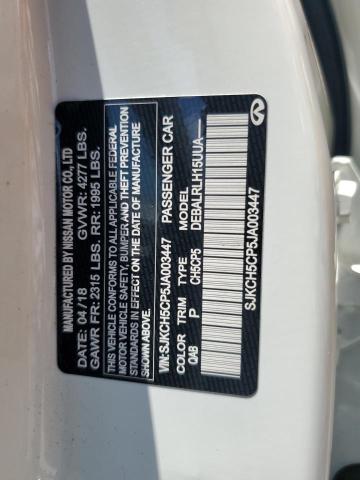 MANUFACTURED BY NISSAN MOTOR CO., LTD
DATE: 04 / 18 GVWR: 4277 LBS.
GAWR FR: 2315 LBS. RR: 1995 LBS.
THIS VEHICLE CONFORMS TO ALL APPLICABLE FEDERAL
MOTOR VEHICLE SAFETY, BUMPER AND THEFT PREVENTION
STANDARDS IN EFFECT ON THE DATE OF MANUFACTURE
SHOWN ABOVE.
VIN:SJKCH5CP5JA003447 PASSENGER CAR
COLOR TRIM TYPE MODEL
QAB P CH5CP5 DEBALRLH15UUA—
SJKCH5CP5JA003447